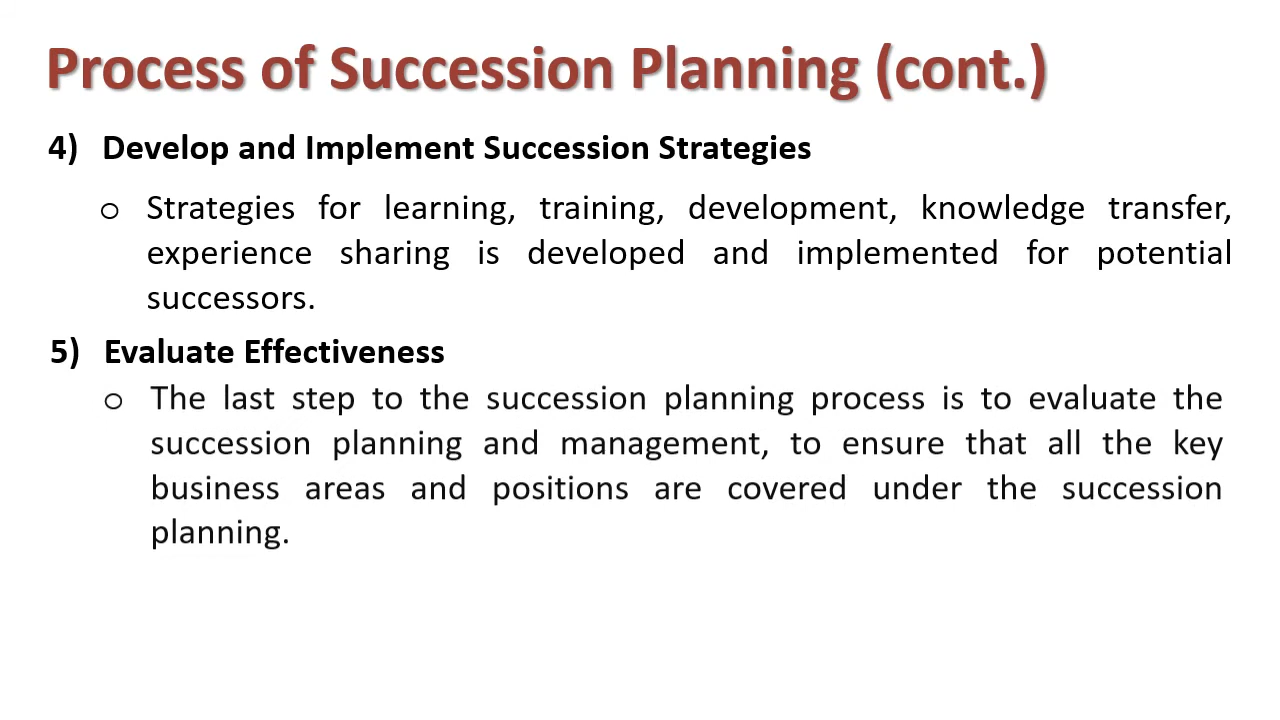 Process of Succession Planning (cont.)
4) Develop and Implement Succession Strategies
o Strategies for learning, training, development, knowledge transfer,
experience sharing is developed and implemented for potential
successors.
5) Evaluate Effectiveness
o The last step to the succession planning process is to evaluate the
succession planning and management, to ensure that all the key
business areas and positions are covered under the succession
planning.